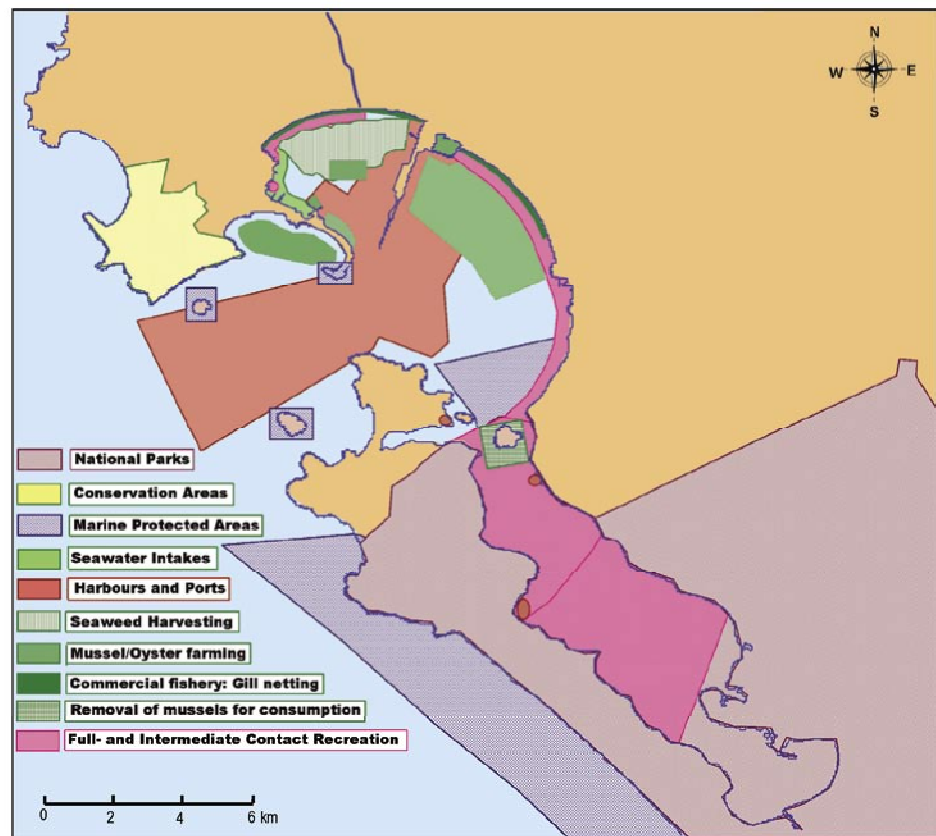 N
W E
S
National Parks
Conservation Areas
Marine Protected Areas
Seawater Intakes
Harbours and Ports
Seaweed Harvesting
Mussel/Oyster farming
Commercial fishery: Gill netting
Removal of mussels for consumption
Full- and Intermediate Contact Recreation
0 2 4 6 km